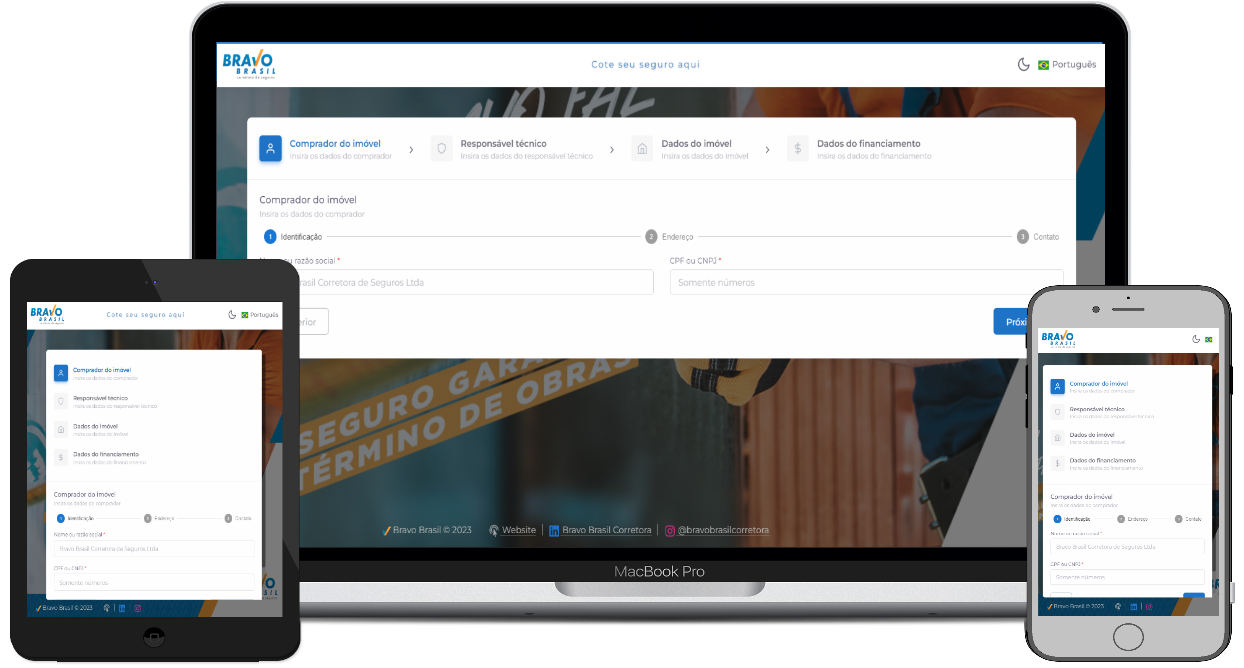 BRAVO
BRASIL
corretora de seguros
Cote seu seguro aqui
Português
Comprador do imóvel
Insira os dados do comprador
Responsável técnico
Insira os dados do responsável técnico
Dados do imóvel
Insira os dados do imóvel
Dados do financiamento
Insira os dados do financiamento
Comprador do imóvel
Insira os dados do comprador
1 Identificação
2 Endereço
3 Contato
ou razão social *
CPF ou CNPJ *
rasil Corretora de Seguros Ltda
Somente números
erior
Próxi
SEGURO GARA
TÉRMINO DE OBRAS
Bravo Brasil © 2023
Website
Bravo Brasil Corretora
@bravobrasilcorretora
MacBook Pro
BRAVO
BRASIL
Cote seu seguro aqui
Português
Comprador do imóvel
Insira os dados do comprador
Responsável técnico
Insira os dados do responsável técnico
Dados do imóvel
Insira os dados do imóvel
Dados do financiamento
Insira os dados do financiamento
Comprador do imóvel
Insira os dados do comprador
1 Identificação
2 Endereço
3 Contato
Nome ou razão social *
Bravo Brasil Corretora de Seguros Ltda
CPF ou CNPJ *
Somente números
Bravo Brasil © 2023
BRAVO
BRASIL
Comprador do imóvel
Insira os dados do comprador
Responsável técnico
Insira os dados do responsável técnico
Dados do imóvel
Insira os dados do imóvel
Dados do financiamento
Insira os dados do financiamento
Comprador do imóvel
Insira os dados do comprador
1 Identificação
2 Endereço
3 Contato
Nome ou razão social *
Bravo Brasil Corretora de Seguros Ltda
CPF ou CNPJ *
Somente números
Bravo Brasil © 2023